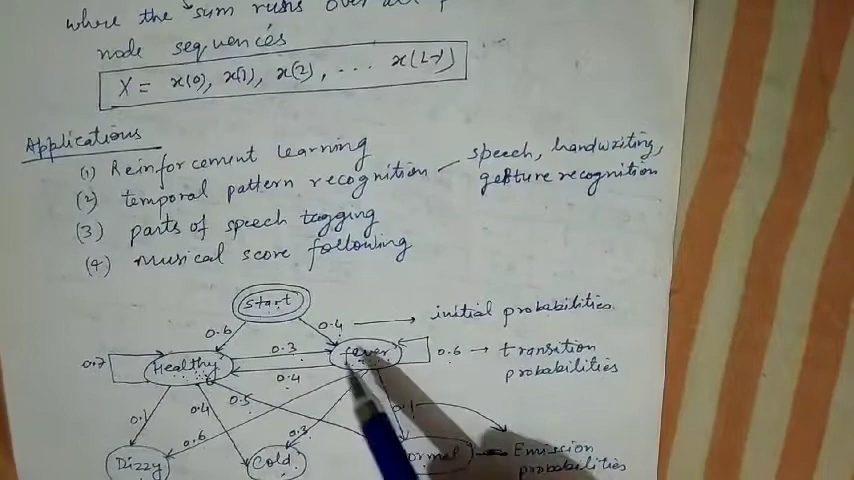 where the sum runs over all
node sequences
X = x(0), x(1), x(2), ... x(L-1)
Applications
(1) Reinforcement learning
(2) temporal pattern recognition - speech, handwriting,
gesture recognition
(3) parts of speech tagging
(4) musical score following
Start
initial probabilities
0.6 0.4
0.7 Healthy 0.3 fever 0.6 → transition
0.4 probabilities
0.1 0.4 0.5 0.6 0.3 0.1
Dizzy Cold ormal Emission
probabilities